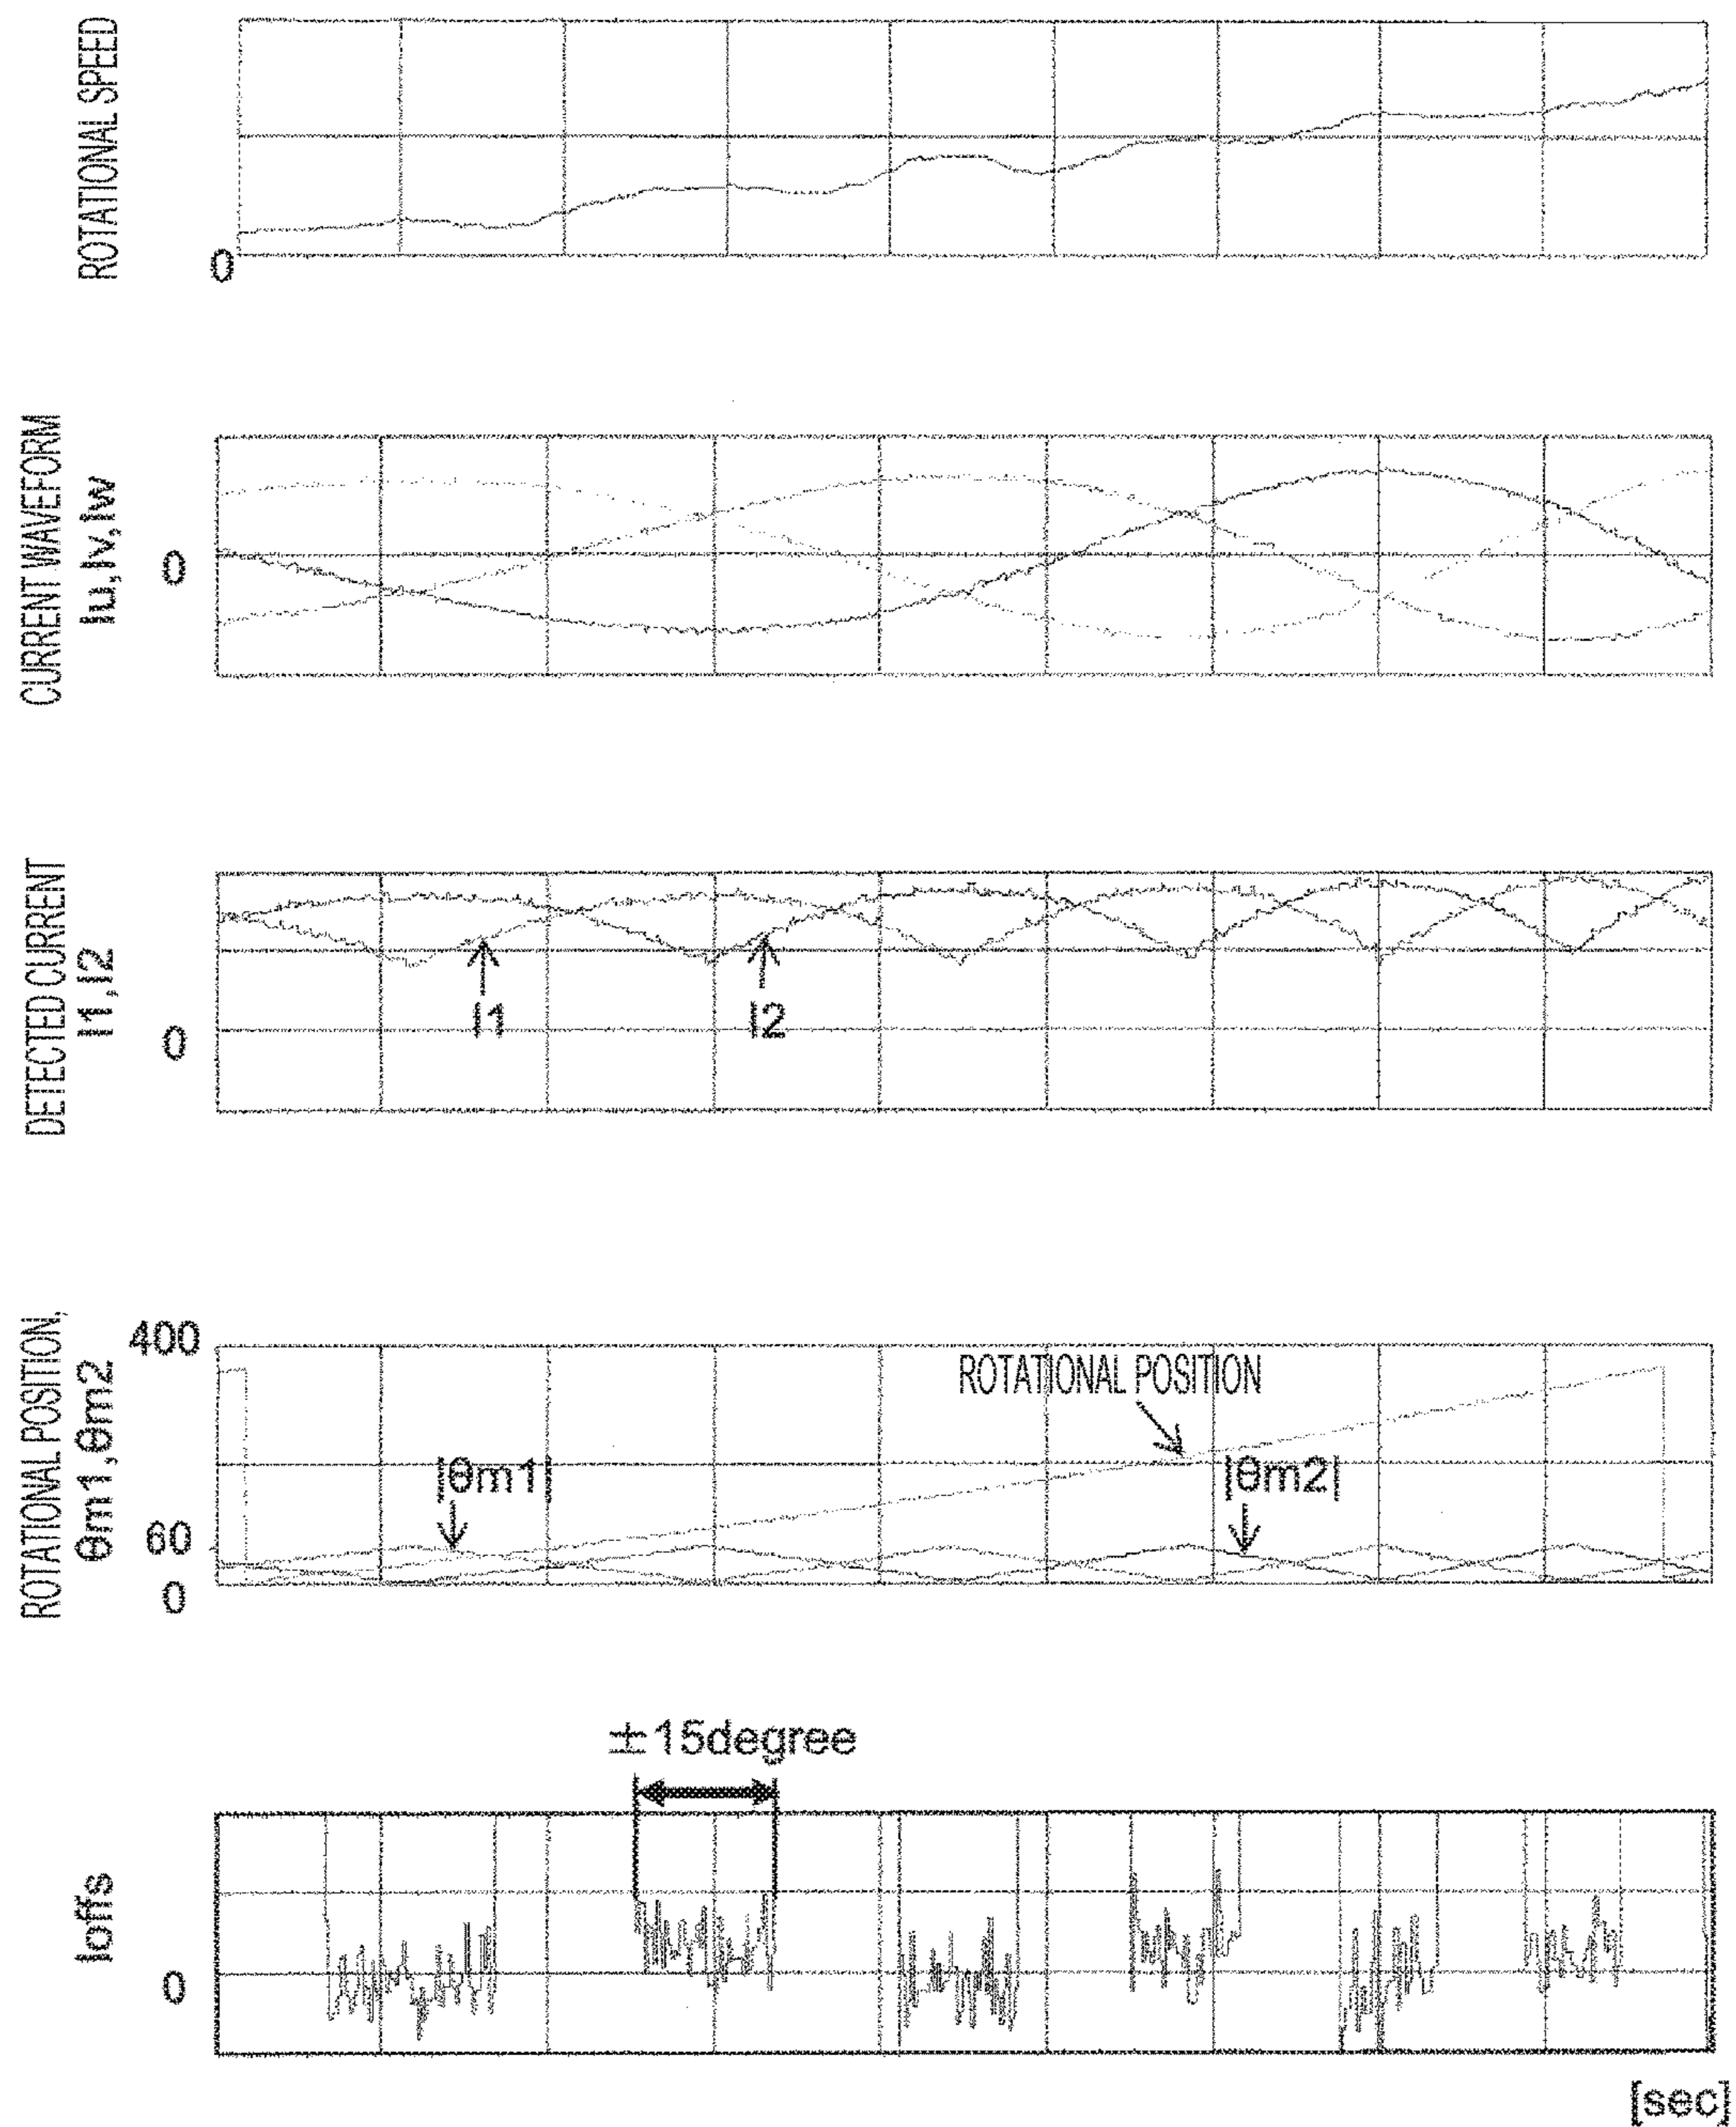 ROTATIONAL SPEED
0
CURRENT WAVEFORM
Iu,Iv,Iw
0
DETECTED CURRENT
I1,I2
0
I1
I2
ROTATIONAL POSITION,
θm1,θm2
400
60
0
ROTATIONAL POSITION
|θm1|
|θm2|
±15degree
Ioffs
0
[sec]